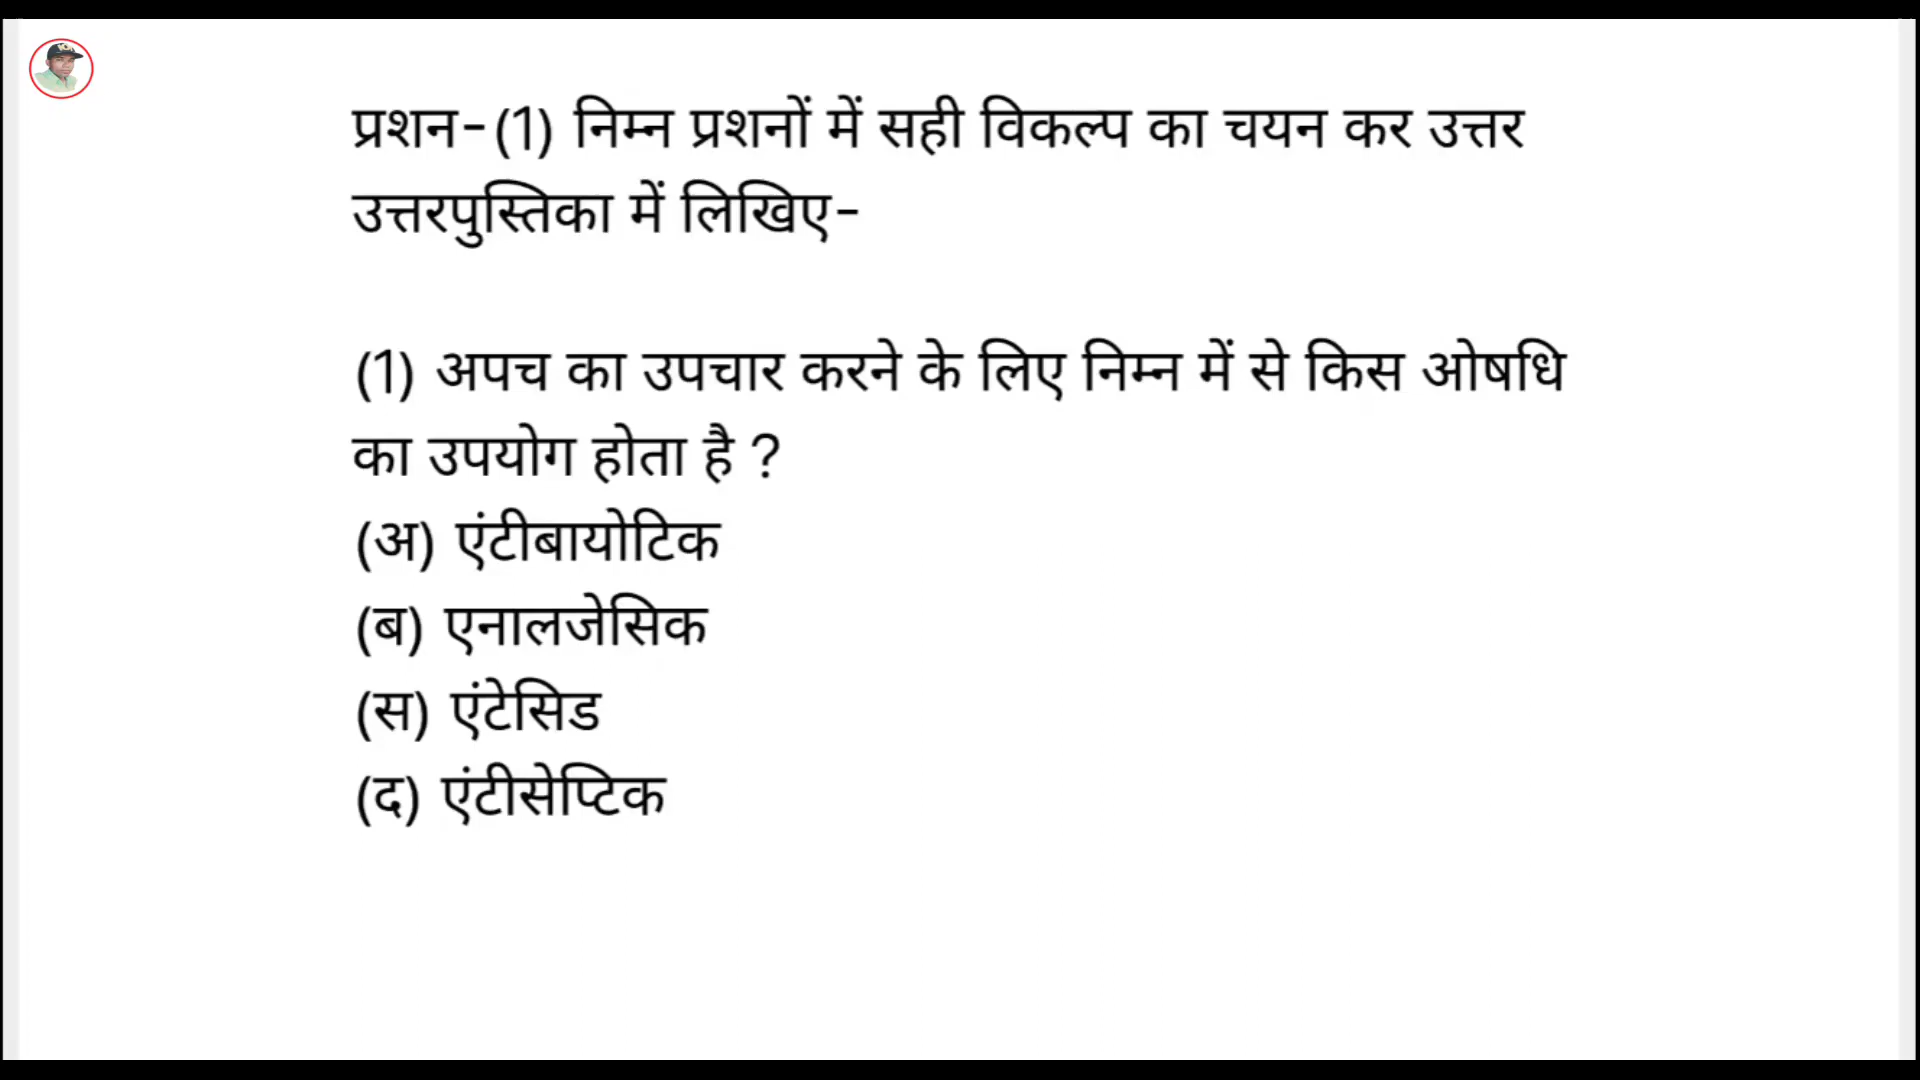 प्रशन-(1) निम्न प्रशनों में सही विकल्प का चयन कर उत्तर
उत्तरपुस्तिका में लिखिए-
(1) अपच का उपचार करने के लिए निम्न में से किस ओषधि
का उपयोग होता है ?
(अ) एंटीबायोटिक
(ब) एनालजेसिक
(स) एंटेसिड
(द) एंटीसेप्टिक